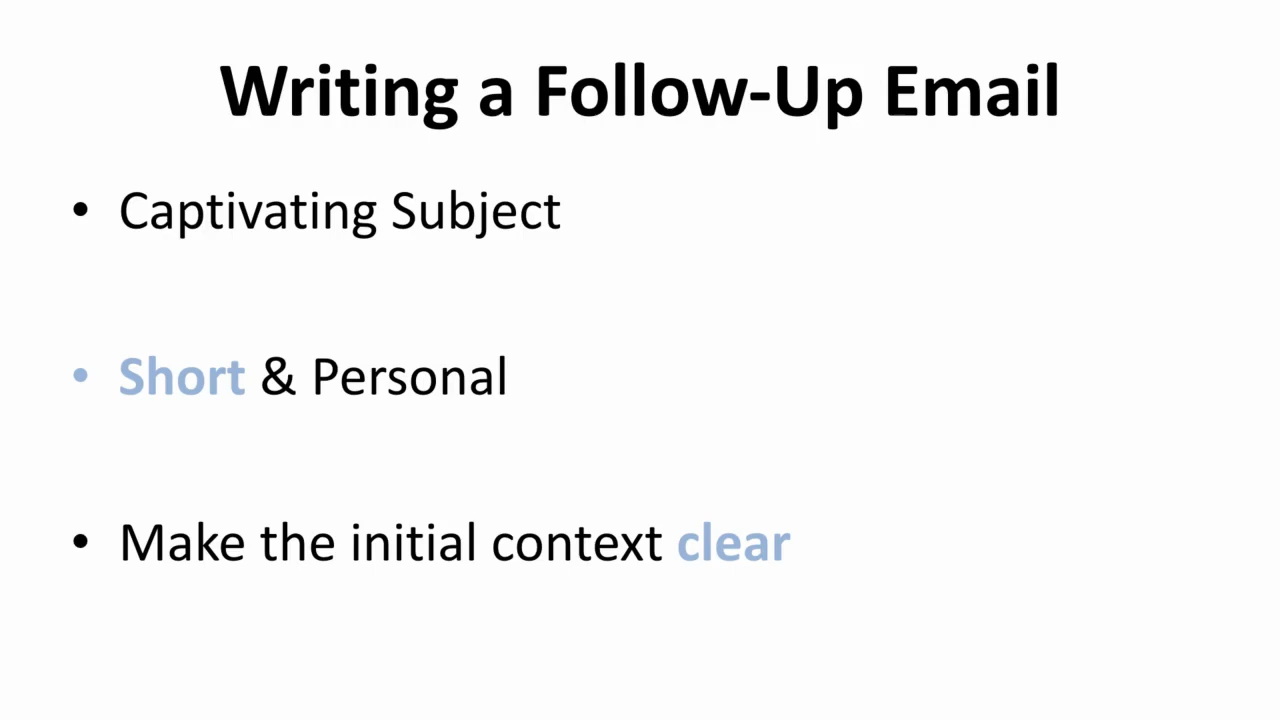 Writing a Follow-Up Email
• Captivating Subject
• Short & Personal
• Make the initial context clear